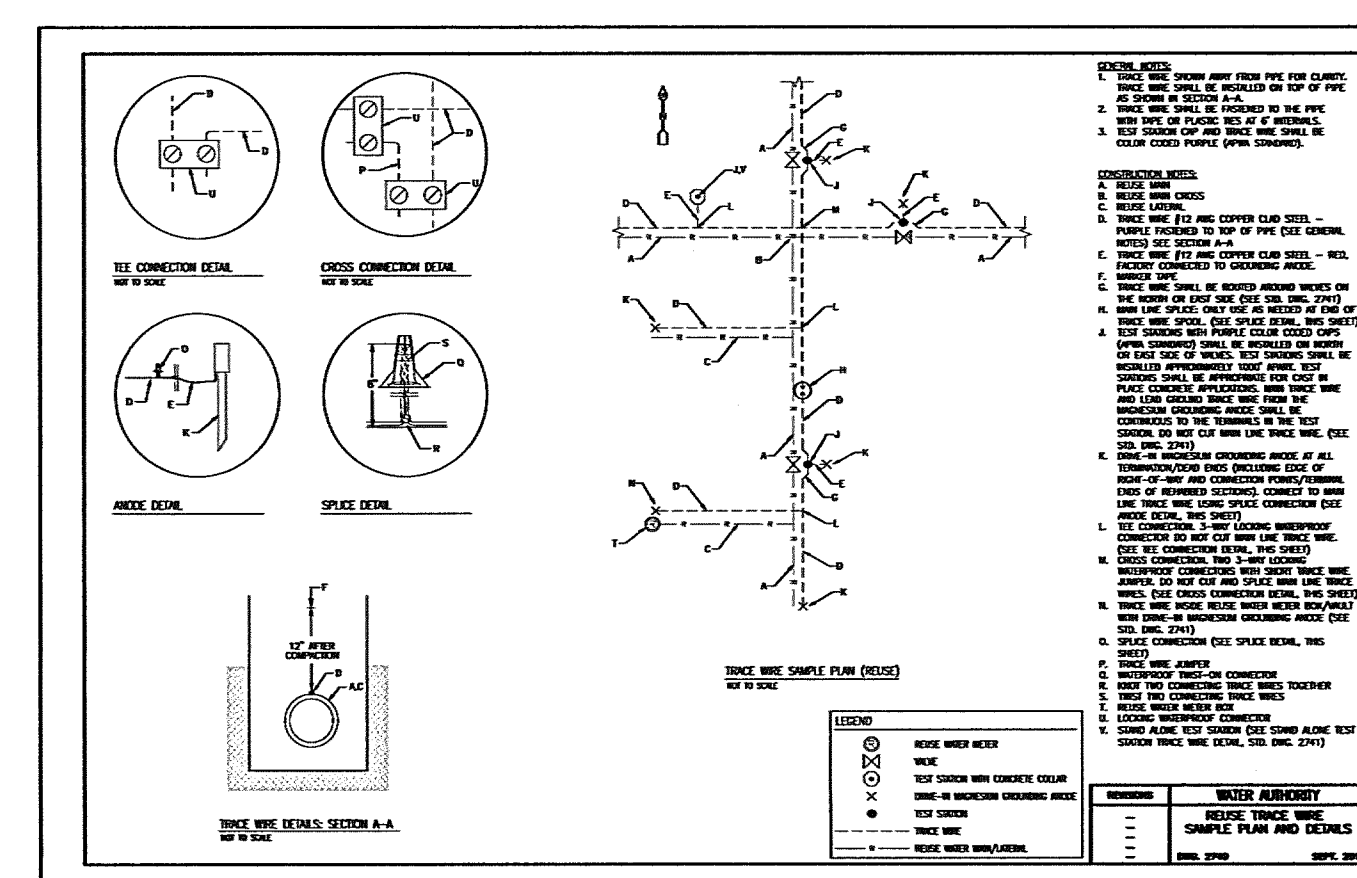 D
D
U
TEE CONNECTION DETAIL
NOT TO SCALE
U
D
P
U
CROSS CONNECTION DETAIL
NOT TO SCALE
O
D
E
K
ANODE DETAIL
S
Q
6"
R
SPLICE DETAIL
F
12" AFTER
COMPACTION
D
A,C
TRACE WIRE DETAILS: SECTION A-A
NOT TO SCALE
D
G
A
E
K
J
J,V
E
L
K
D
M
J
E
G
D
A
B
A
K
D
L
C
H
D
A
J
K
E
G
N
D
L
T
C
D
A
K
TRACE WIRE SAMPLE PLAN (REUSE)
NOT TO SCALE
LEGEND
REUSE WATER METER
VALVE
TEST STATION WITH CONCRETE COLLAR
DRIVE-IN MAGNESIUM GROUNDING ANODE
TEST STATION
TRACE WIRE
REUSE WATER MAIN/LATERAL
GENERAL NOTES:
1. TRACE WIRE SHOWN AWAY FROM PIPE FOR CLARITY.
TRACE WIRE SHALL BE INSTALLED ON TOP OF PIPE
AS SHOWN IN SECTION A-A.
2. TRACE WIRE SHALL BE FASTENED TO THE PIPE
WITH TAPE OR PLASTIC TIES AT 6' INTERVALS.
3. TEST STATION CAP AND TRACE WIRE SHALL BE
COLOR CODED PURPLE (APWA STANDARD).
CONSTRUCTION NOTES:
A. REUSE MAIN
B. REUSE MAIN CROSS
C. REUSE LATERAL
D. TRACE WIRE #12 AWG COPPER CLAD STEEL –
PURPLE FASTENED TO TOP OF PIPE (SEE GENERAL
NOTES) SEE SECTION A-A
E. TRACE WIRE #12 AWG COPPER CLAD STEEL – RED,
FACTORY CONNECTED TO GROUNDING ANODE.
F. MARKER TAPE
G. TRACE WIRE SHALL BE ROUTED AROUND VALVES ON
THE NORTH OR EAST SIDE (SEE STD. DWG. 2741)
H. MAIN LINE SPLICE: ONLY USE AS NEEDED AT END OF
TRACE WIRE SPOOL. (SEE SPLICE DETAIL, THIS SHEET)
J. TEST STATIONS WITH PURPLE COLOR CODED CAPS
(APWA STANDARD) SHALL BE INSTALLED ON NORTH
OR EAST SIDE OF VALVES. TEST STATIONS SHALL BE
INSTALLED APPROXIMATELY 1000' APART. TEST
STATIONS SHALL BE APPROPRIATE FOR CAST IN
PLACE CONCRETE APPLICATIONS. MAIN TRACE WIRE
AND LEAD GROUND TRACE WIRE FROM THE
MAGNESIUM GROUNDING ANODE SHALL BE
CONTINUOUS TO THE TERMINALS IN THE TEST
STATION. DO NOT CUT MAIN LINE TRACE WIRE. (SEE
STD. DWG. 2741)
K. DRIVE-IN MAGNESIUM GROUNDING ANODE AT ALL
TERMINATION/DEAD ENDS (INCLUDING EDGE OF
RIGHT-OF-WAY AND CONNECTION POINTS/TERMINAL
ENDS OF REHABBED SECTIONS). CONNECT TO MAIN
LINE TRACE WIRE USING SPLICE CONNECTION (SEE
ANODE DETAIL, THIS SHEET)
L. TEE CONNECTION. 3-WAY LOCKING WATERPROOF
CONNECTOR DO NOT CUT MAIN LINE TRACE WIRE.
(SEE TEE CONNECTION DETAIL, THIS SHEET)
M. CROSS CONNECTION. TWO 3-WAY LOCKING
WATERPROOF CONNECTORS WITH SHORT TRACE WIRE
JUMPER. DO NOT CUT AND SPLICE MAIN LINE TRACE
WIRES. (SEE CROSS CONNECTION DETAIL, THIS SHEET)
N. TRACE WIRE INSIDE REUSE WATER METER BOX/VAULT
WITH DRIVE-IN MAGNESIUM GROUNDING ANODE (SEE
STD. DWG. 2741)
O. SPLICE CONNECTION (SEE SPLICE DETAIL, THIS
SHEET)
P. TRACE WIRE JUMPER
Q. WATERPROOF TWIST-ON CONNECTOR
R. KNOT TWO CONNECTING TRACE WIRES TOGETHER
S. TWIST TWO CONNECTING TRACE WIRES
T. REUSE WATER METER BOX
U. LOCKING WATERPROOF CONNECTOR
V. STAND ALONE TEST STATION (SEE STAND ALONE TEST
STATION TRACE WIRE DETAIL, STD. DWG. 2741)
REVISIONS
WATER AUTHORITY
REUSE TRACE WIRE
SAMPLE PLAN AND DETAILS
DWG. 2740
SEPT.